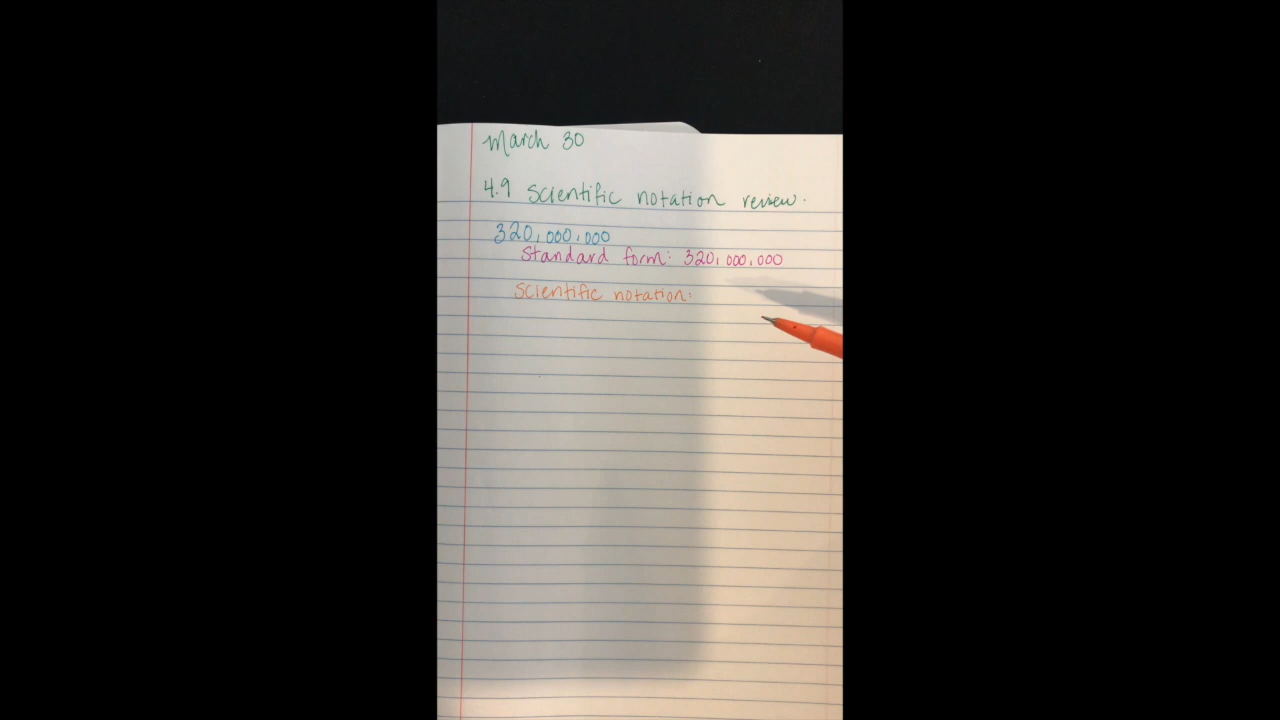 March 30
4.9 Scientific notation review.
320,000,000
Standard form: 320,000,000
Scientific notation: